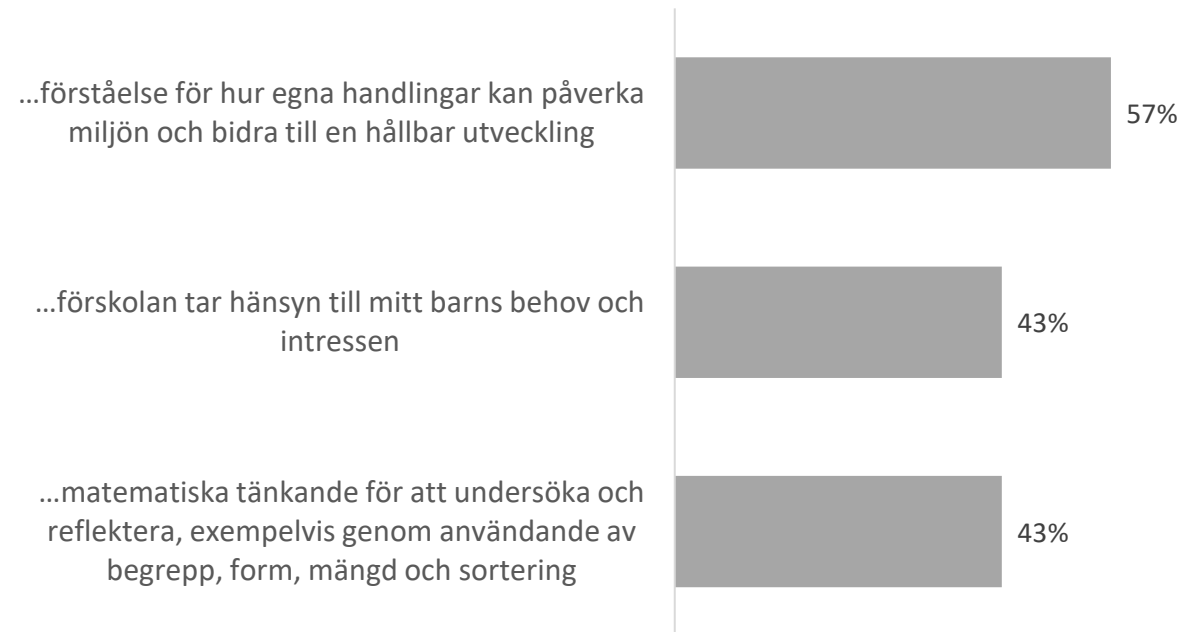 …förståelse för hur egna handlingar kan påverka
miljön och bidra till en hållbar utveckling
57%
…förskolan tar hänsyn till mitt barns behov och
intressen
43%
…matematiska tänkande för att undersöka och
reflektera, exempelvis genom användande av
begrepp, form, mängd och sortering
43%